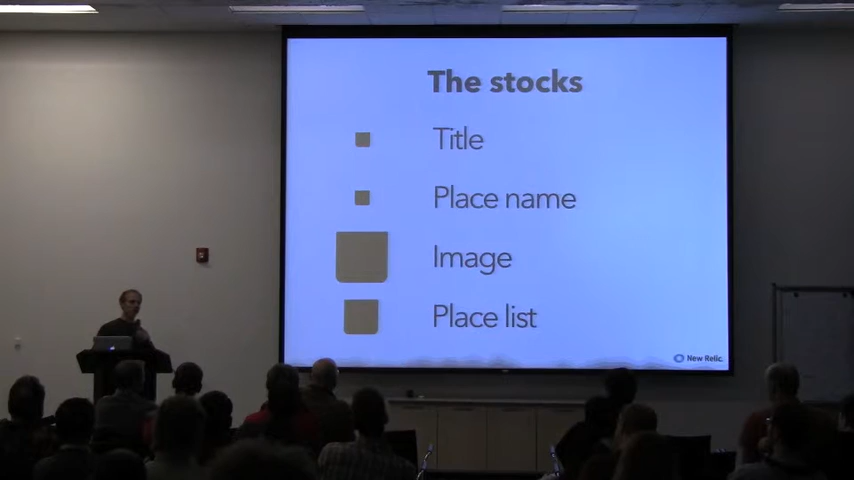 The stocks
Title
Place name
Image
Place list
New Relic.